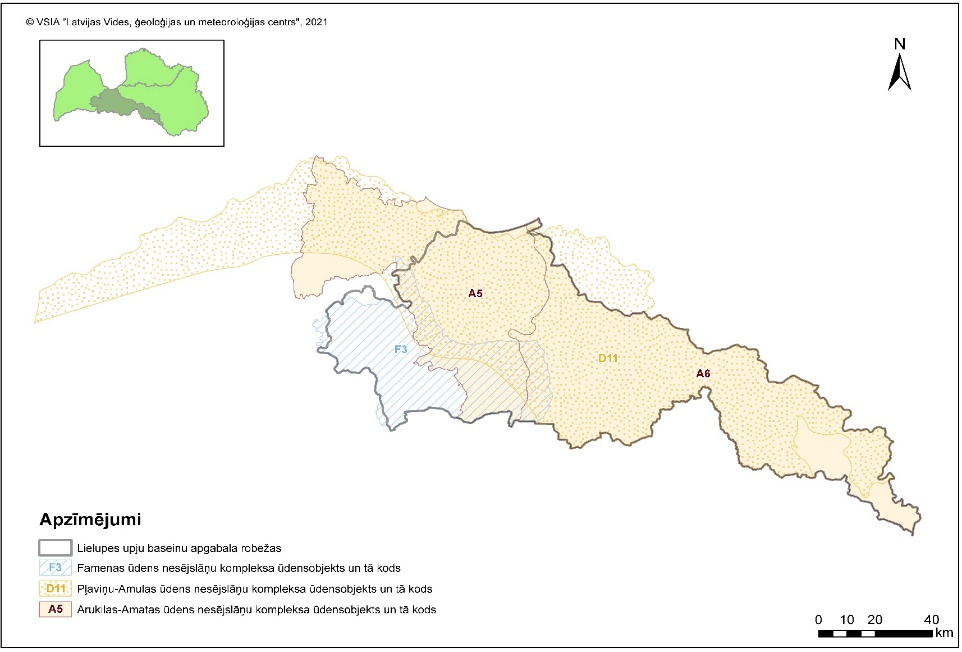 © VSIA "Latvijas Vides, ģeoloģijas un meteoroloģijas centrs", 2021
N
A5
F3
D11
A6
Apzīmējumi
Lielupes upju baseinu apgabala robežas
F3 Famenas ūdens nesējslāņu kompleksa ūdensobjekts un tā kods
D11 Pļaviņu-Amulas ūdens nesējslāņu kompleksa ūdensobjekts un tā kods
A5 Arukilas-Amatas ūdens nesējslāņu kompleksa ūdensobjekts un tā kods
0 10 20 40
km